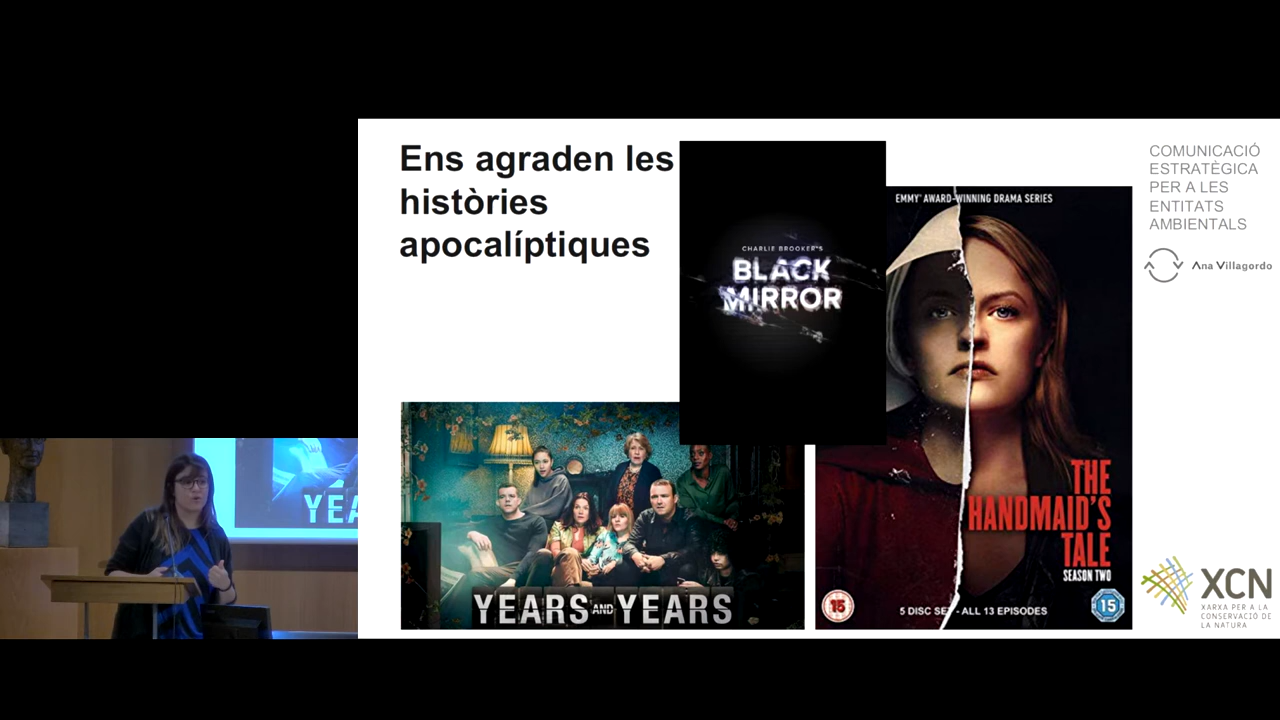 Ens agraden les
històries
apocalíptiques
CHARLIE BROOKER'S
BLACK
MIRROR
EMMY® AWARD-WINNING DRAMA SERIES
THE
HANDMAID'S
TALE
SEASON TWO
15
5 DISC SET - ALL 13 EPISODES
15
YEARS AND YEARS
COMUNICACIÓ
ESTRATÈGICA
PER A LES
ENTITATS
AMBIENTALS
Ana Villagordo
XCN
XARXA PER A LA
CONSERVACIÓ DE
LA NATURA
YEA